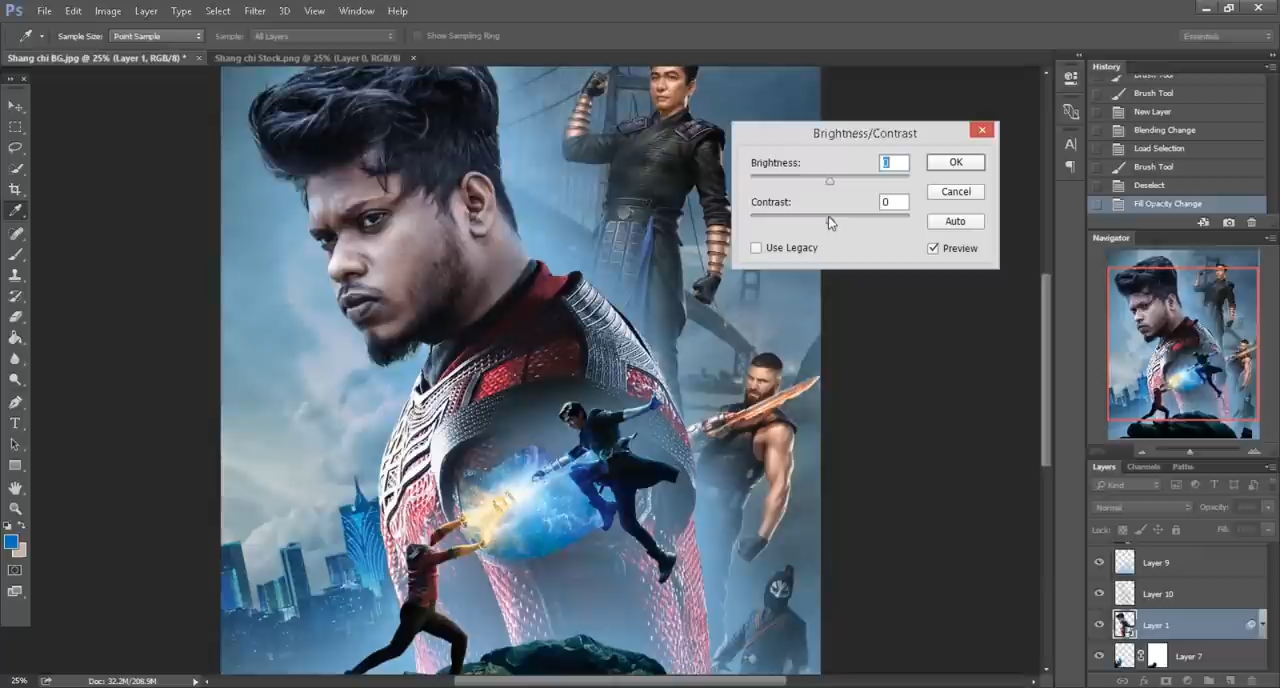 Ps File Edit Image Layer Type Select Filter 3D View Window Help
Sample Size: Point Sample Sample: All Layers Show Sampling Ring Essentials
Shang chi BG.jpg @ 25% (Layer 1, RGB/8) * × Shang chi Stock.png @ 25% (Layer 0, RGB/8) ×
History
Brush Tool
Brush Tool
New Layer
Blending Change
Load Selection
Brush Tool
Deselect
Fill Opacity Change
Brightness/Contrast
Brightness: 0 OK
Cancel
Contrast: 0
Auto
Use Legacy Preview
Navigator
Layers Channels Paths
Kind
Normal Opacity:
Lock: Fill:
Layer 9
Layer 10
Layer 1
Layer 7
25% Doc: 32.2M/208.9M